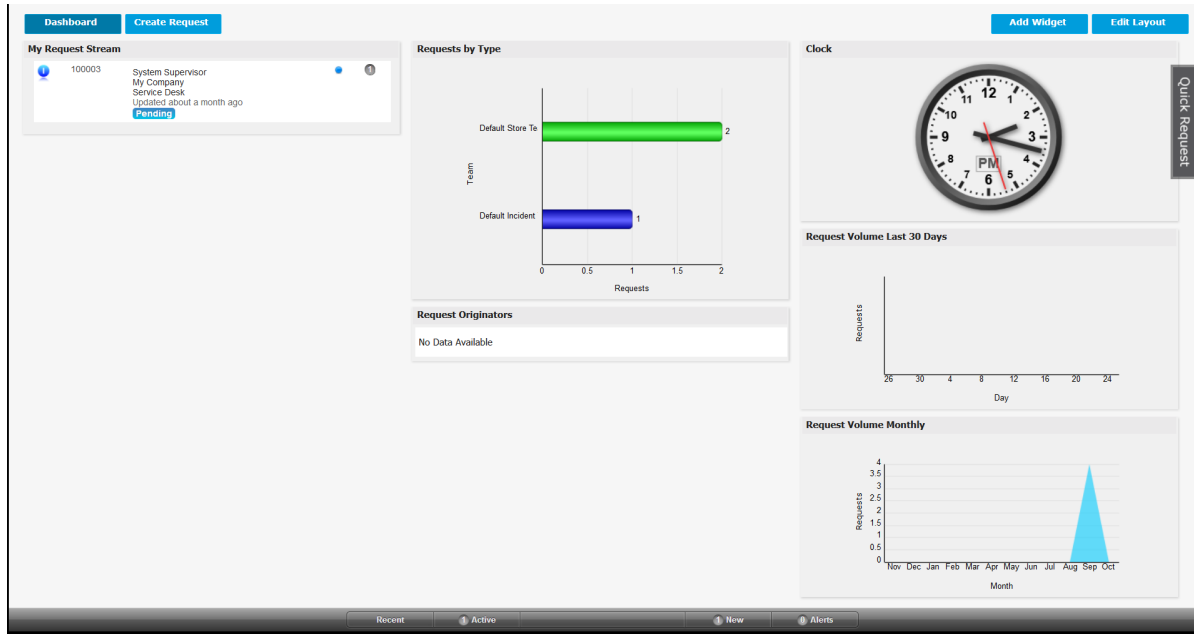 Dashboard
Create Request
Add Widget
Edit Layout
My Request Stream
100003
System Supervisor
My Company
Service Desk
Updated about a month ago
Pending
1
Requests by Type
Team
Default Store Te
2
Default Incident
1
0 0.5 1 1.5 2
Requests
Request Originators
No Data Available
Clock
12
1
2
3
4
5
6
7
8
9
10
11
PM
Quick Request
Request Volume Last 30 Days
Requests
26 30 4 8 12 16 20 24
Day
Request Volume Monthly
Requests
4
3.5
3
2.5
2
1.5
1
0.5
0
Nov Dec Jan Feb Mar Apr May Jun Jul Aug Sep Oct
Month
Recent
1 Active
1 New
0 Alerts